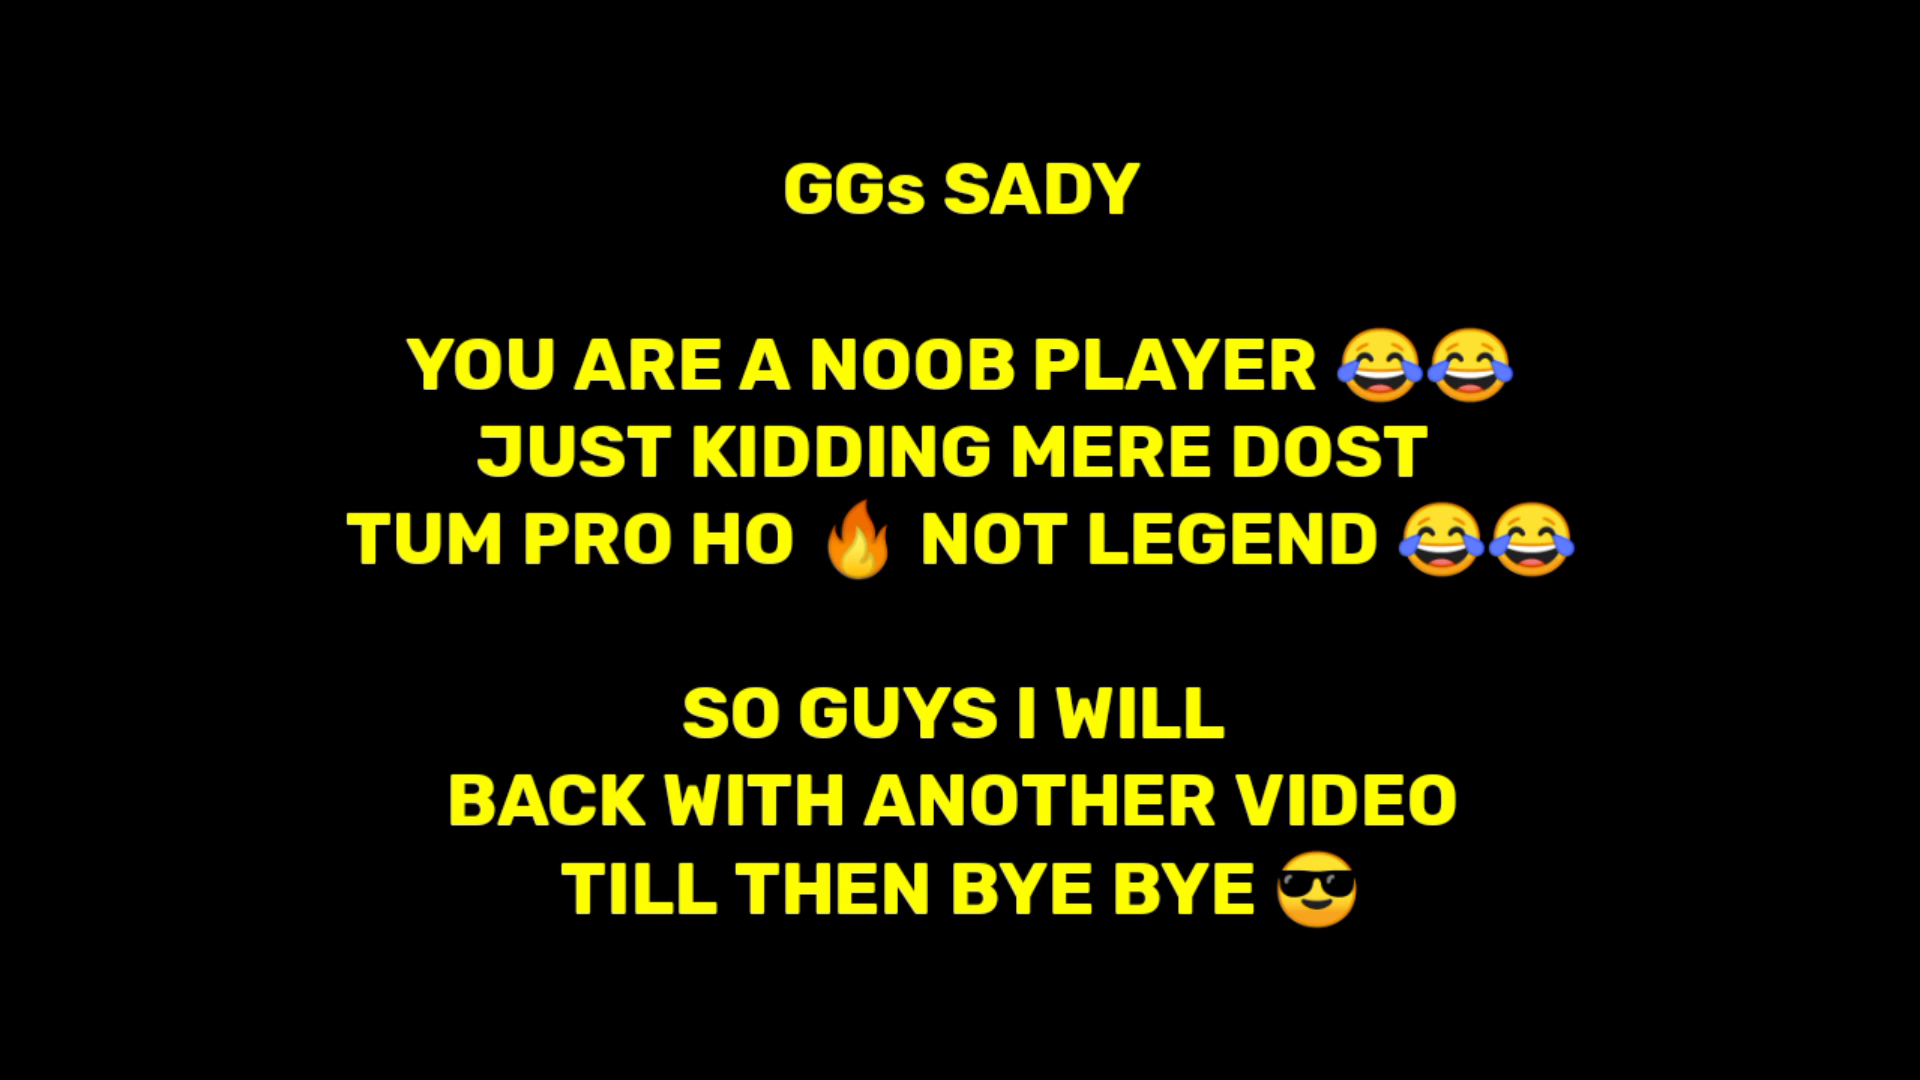 GGs SADY
YOU ARE A NOOB PLAYER 😂😂
JUST KIDDING MERE DOST
TUM PRO HO 🔥 NOT LEGEND 😂😂
SO GUYS I WILL
BACK WITH ANOTHER VIDEO
TILL THEN BYE BYE 😎